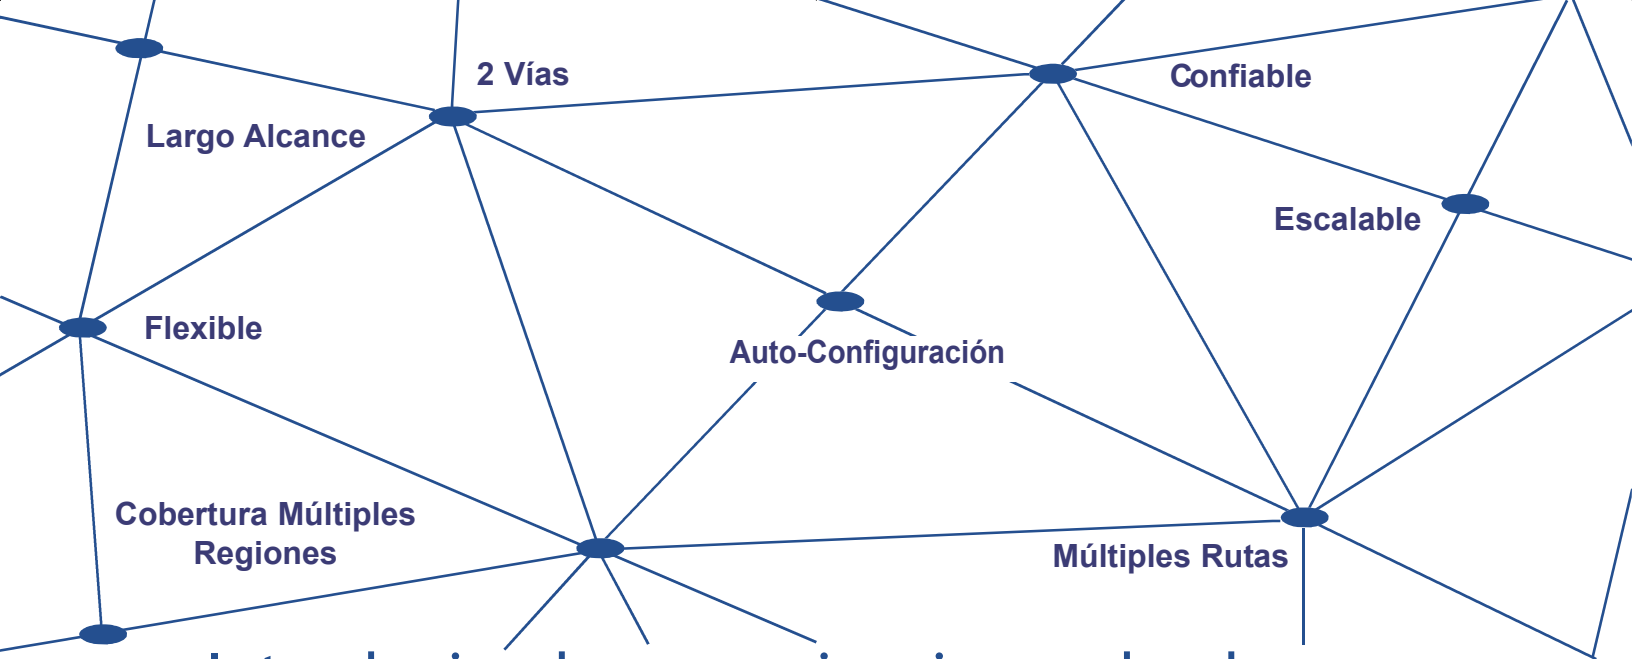 2 Vías
Confiable
Largo Alcance
Escalable
Flexible
Auto-Configuración
Cobertura Múltiples
Regiones
Múltiples Rutas